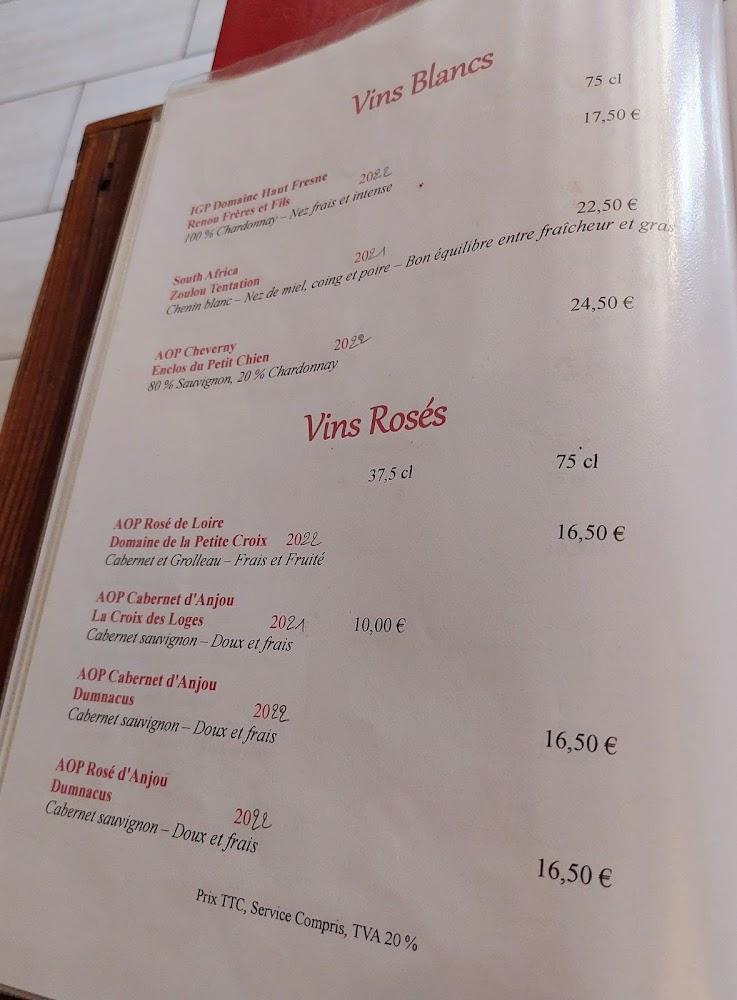 Vins Blancs
75 cl
17,50 €
IGP Domaine Haut Fresne
Renou Frères et Fils 2022
100 % Chardonnay – Nez frais et intense
22,50 €
South Africa
Zoulou Tentation 2021
Chenin blanc – Nez de miel, coing et poire – Bon équilibre entre fraîcheur et gras
24,50 €
AOP Cheverny
Enclos du Petit Chien 2022
80 % Sauvignon, 20 % Chardonnay
Vins Rosés
37,5 cl 75 cl
AOP Rosé de Loire
Domaine de la Petite Croix 2022 16,50 €
Cabernet et Grolleau – Frais et Fruité
AOP Cabernet d'Anjou
La Croix des Loges 2021 10,00 €
Cabernet sauvignon – Doux et frais
AOP Cabernet d'Anjou
Dumnacus 2022
Cabernet sauvignon – Doux et frais
16,50 €
AOP Rosé d'Anjou
Dumnacus 2022
Cabernet sauvignon – Doux et frais
16,50 €
Prix TTC, Service Compris, TVA 20 %